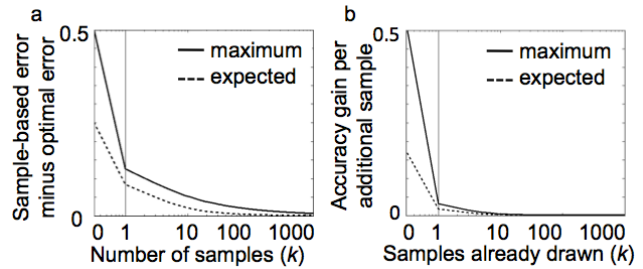 a
Sample-based error
minus optimal error
0.5
0
maximum
expected
0 1 10 100 1000
Number of samples (k)
b
Accuracy gain per
additional sample
0.5
0
maximum
expected
0 1 10 100 1000
Samples already drawn (k)